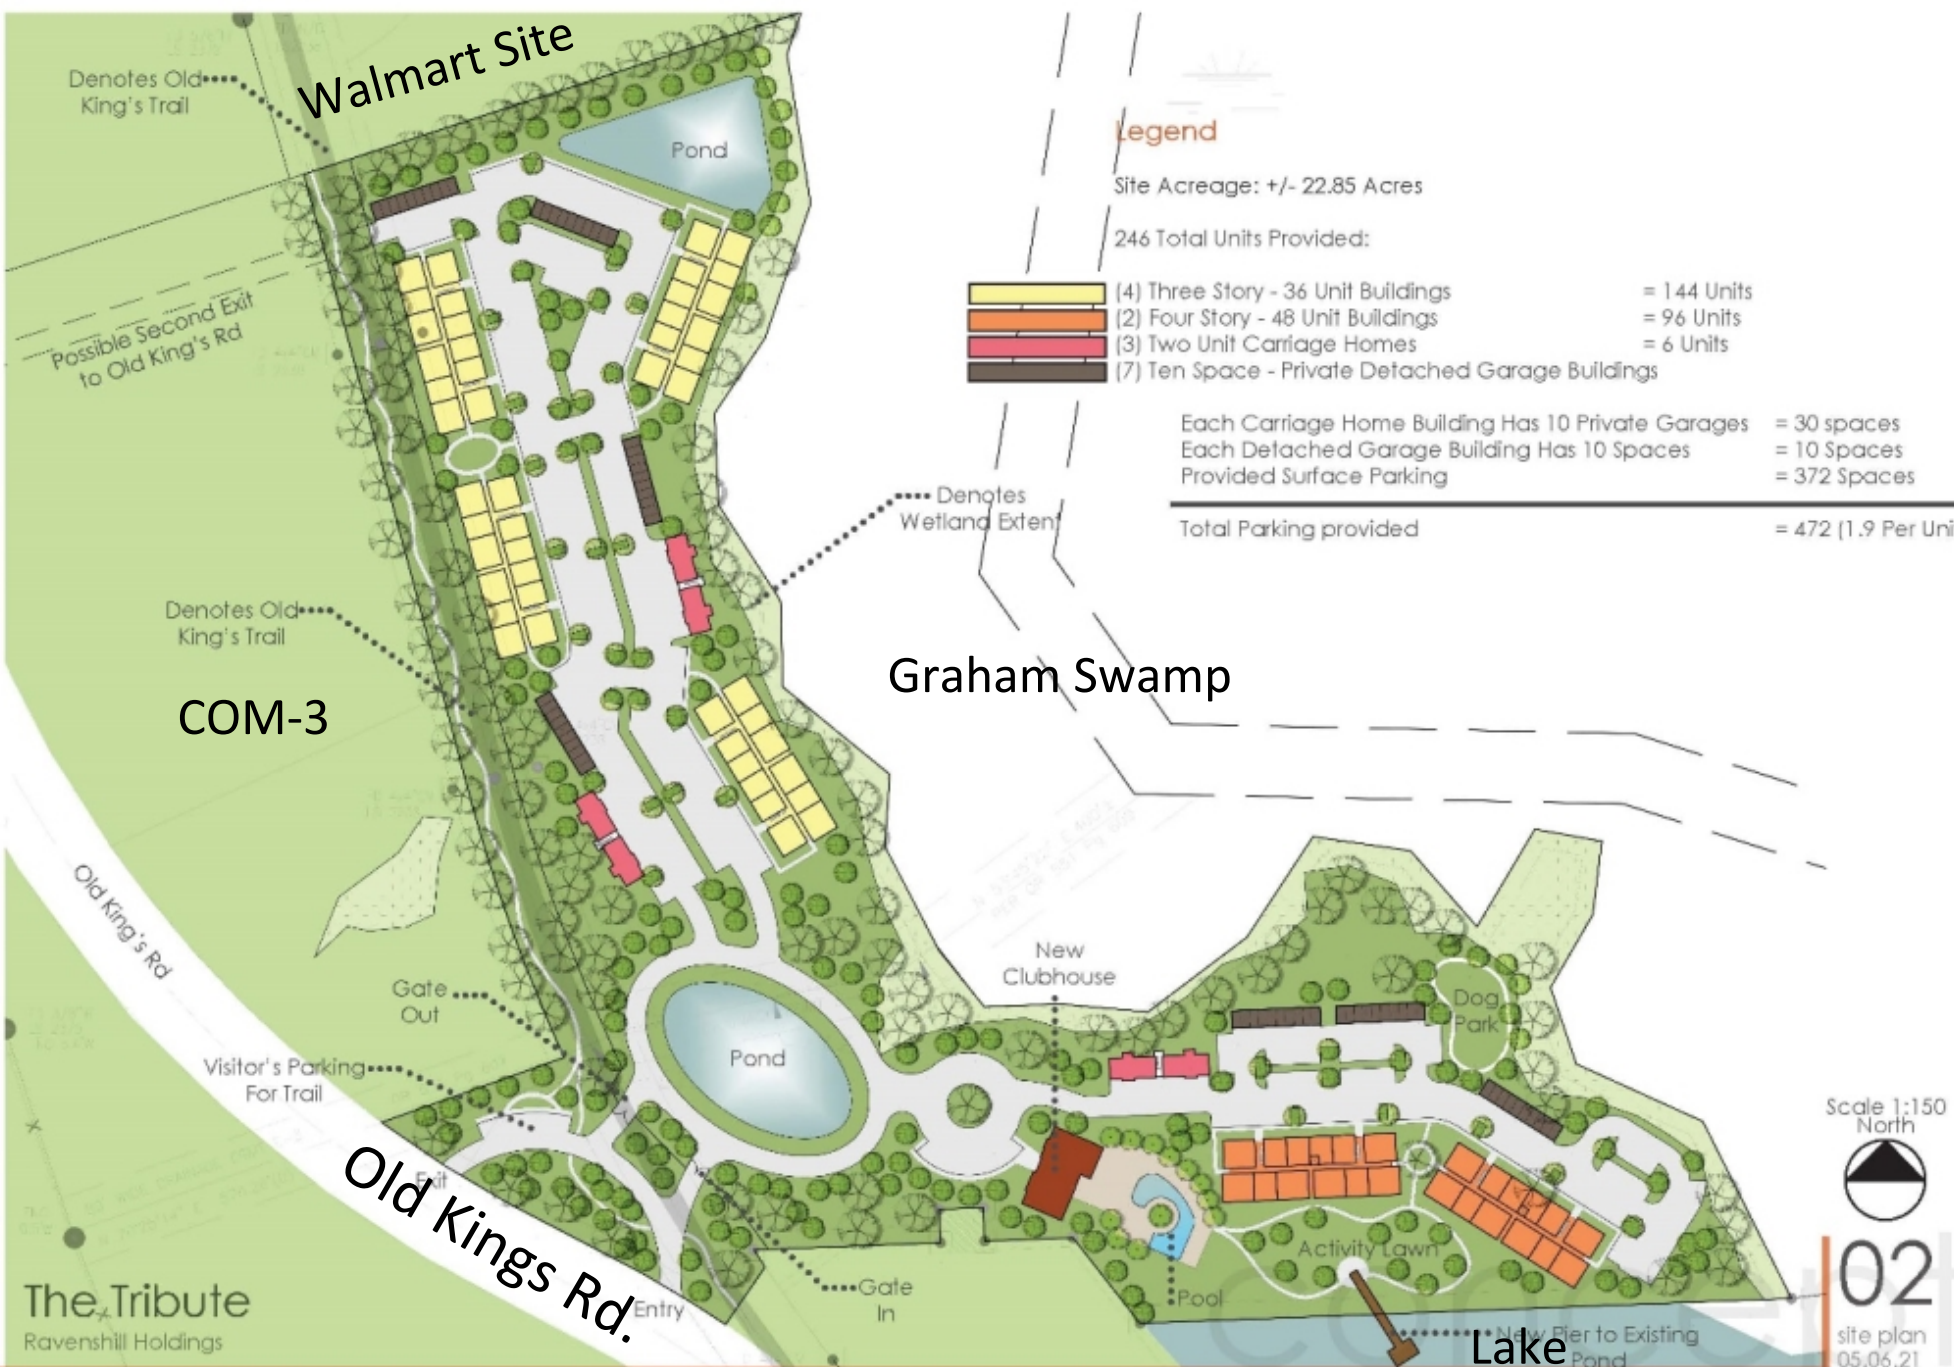 Walmart Site
Denotes Old
King's Trail
Pond
Legend
Site Acreage: +/- 22.85 Acres
246 Total Units Provided:
(4) Three Story - 36 Unit Buildings = 144 Units
(2) Four Story - 48 Unit Buildings = 96 Units
(3) Two Unit Carriage Homes = 6 Units
(7) Ten Space - Private Detached Garage Buildings
Each Carriage Home Building Has 10 Private Garages = 30 spaces
Each Detached Garage Building Has 10 Spaces = 10 Spaces
Provided Surface Parking = 372 Spaces
Total Parking provided = 472 (1.9 Per Uni
Possible Second Exit
to Old King's Rd
Denotes
Wetland Extent
Denotes Old
King's Trail
COM-3
Graham Swamp
Old King's Rd
Gate
Out
New
Clubhouse
Dog
Park
Visitor's Parking
For Trail
Pond
Exit
Old Kings Rd.
Entry
Gate
In
Activity Lawn
Pool
Scale 1:150
North
The Tribute
Ravenshill Holdings
Lake
New Pier to Existing
Pond
concept
02
site plan
05.06.21